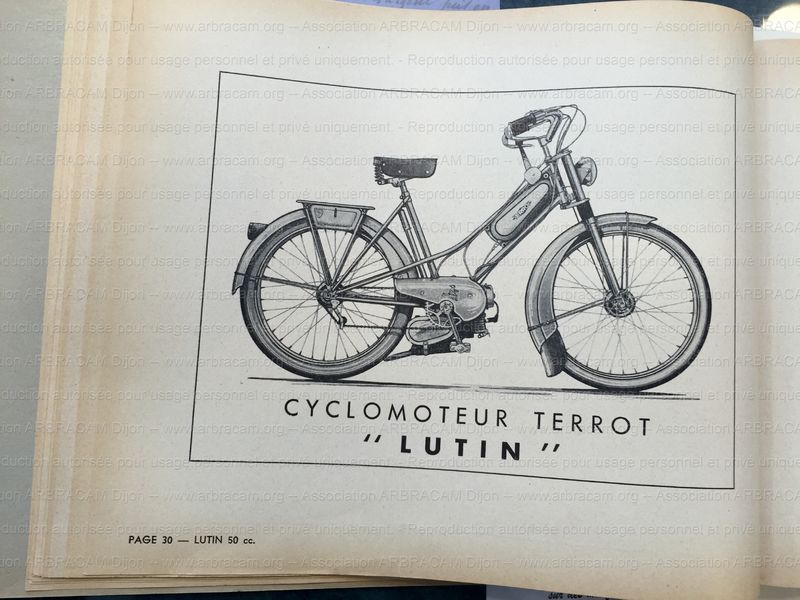 CYCLOMOTEUR TERROT
“ LUTIN ”
PAGE 30 — LUTIN 50 cc.
www.arbracam.org – Association ARBRACAM Dijon
Reproduction autorisée pour usage personnel et privé uniquement.